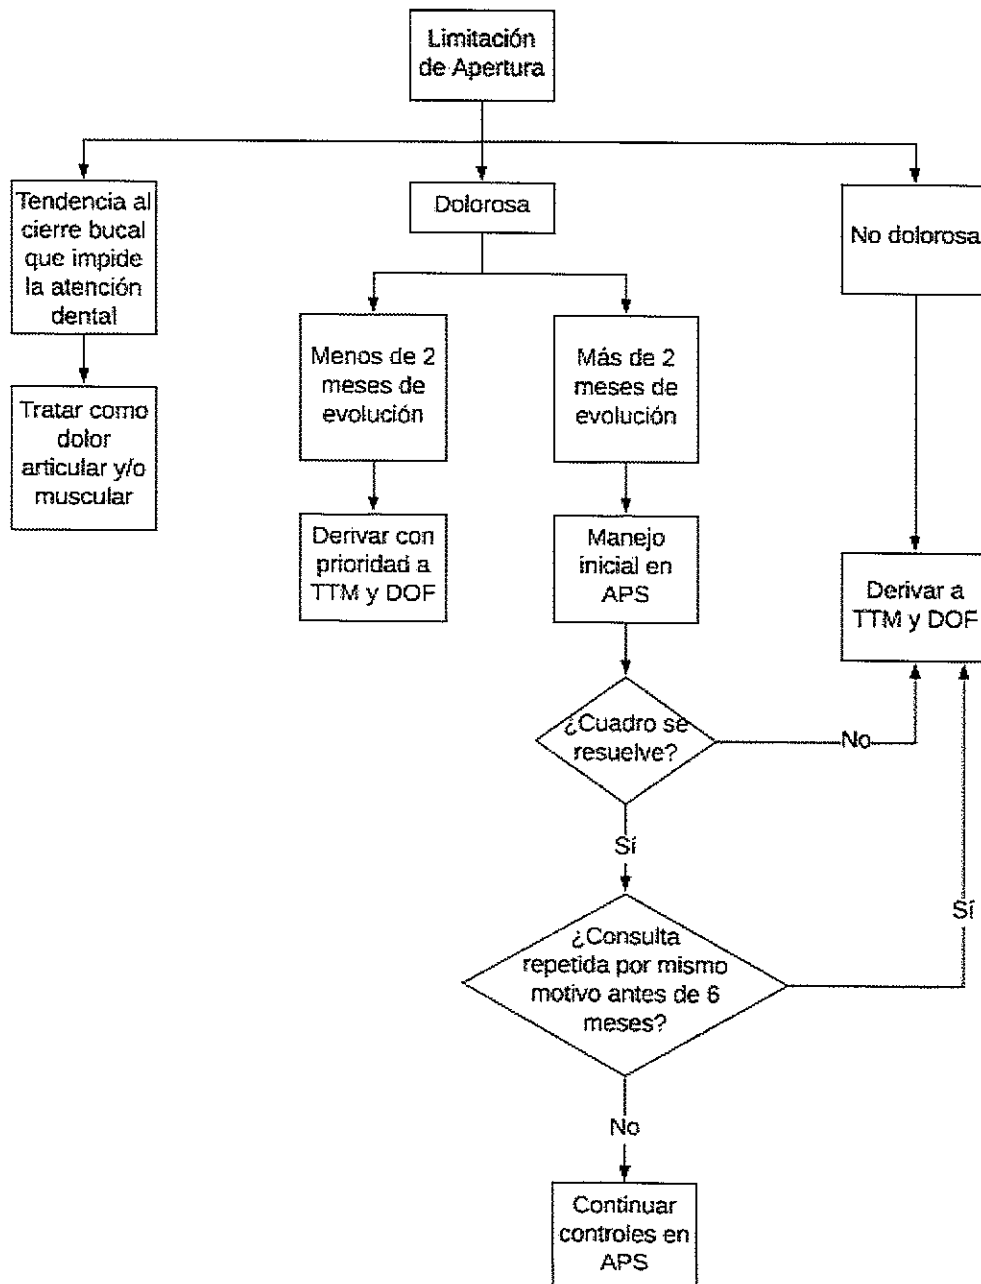 Limitación
de Apertura
Tendencia al
cierre bucal
que impide
la atención
dental
Dolorosa
No dolorosa
Menos de 2
meses de
evolución
Más de 2
meses de
evolución
Tratar como
dolor
articular y/o
muscular
Derivar con
prioridad a
TTM y DOF
Manejo
inicial en
APS
Derivar a
TTM y DOF
¿Cuadro se
resuelve?
No
Sí
¿Consulta
repetida por mismo
motivo antes de 6
meses?
Sí
No
Continuar
controles en
APS